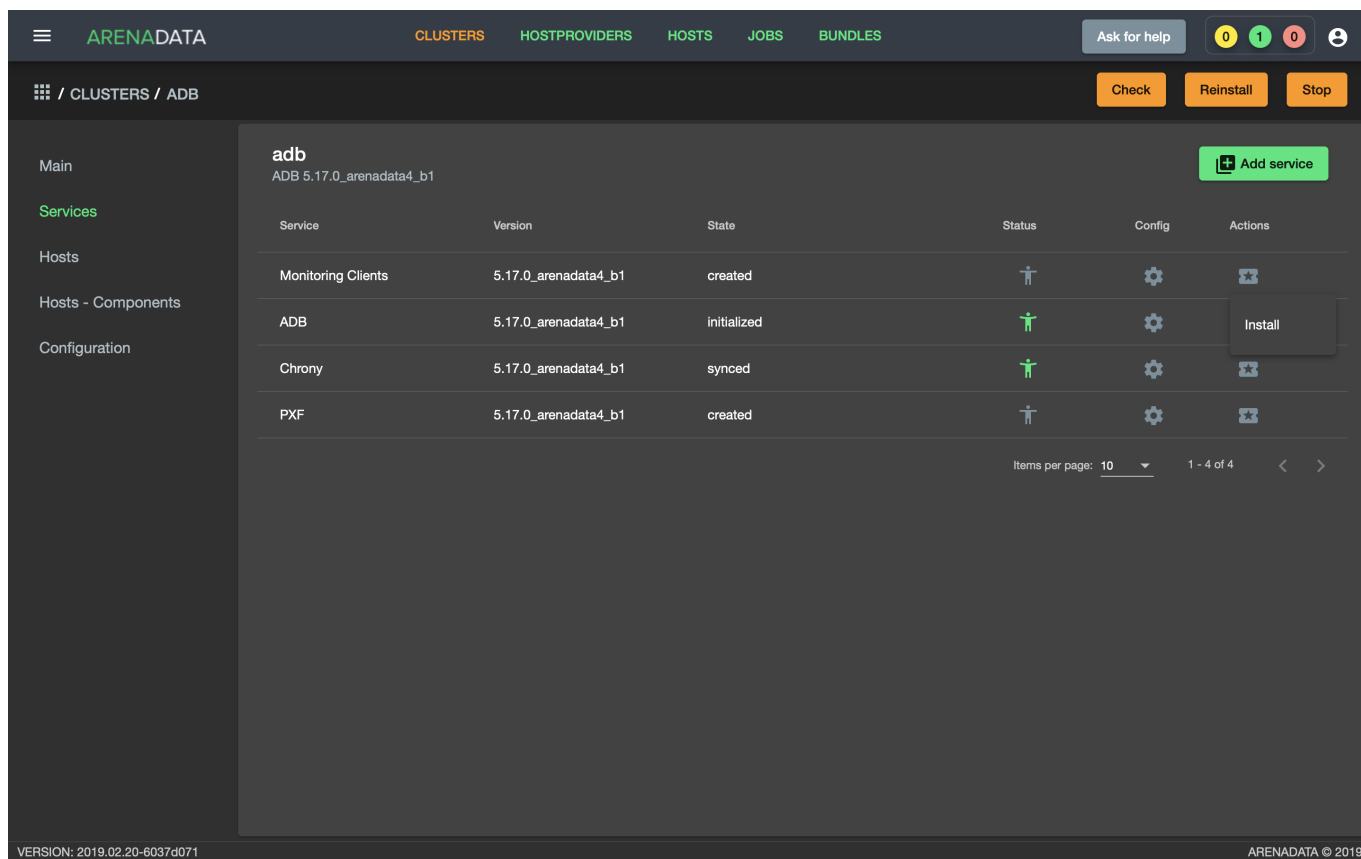 ARENADATA CLUSTERS HOSTPROVIDERS HOSTS JOBS BUNDLES Ask for help 0 1 0
/ CLUSTERS / ADB Check Reinstall Stop
Main
Services
Hosts
Hosts - Components
Configuration
adb
ADB 5.17.0_arenadata4_b1
Add service
Service Version State Status Config Actions
Monitoring Clients 5.17.0_arenadata4_b1 created
ADB 5.17.0_arenadata4_b1 initialized
Install
Chrony 5.17.0_arenadata4_b1 synced
PXF 5.17.0_arenadata4_b1 created
Items per page: 10 1 - 4 of 4
VERSION: 2019.02.20-6037d071 ARENADATA © 2019